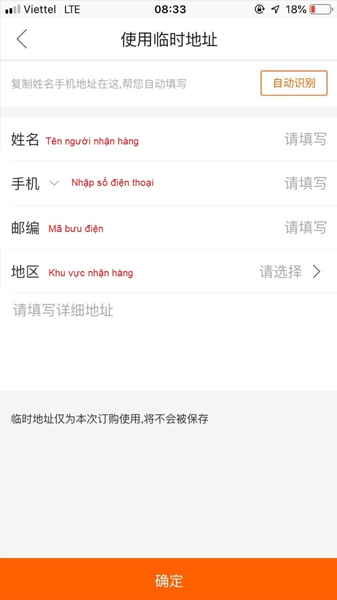 Viettel LTE 08:33 18%
使用临时地址
复制姓名手机地址在这,帮您自动填写 自动识别
姓名 Tên người nhận hàng 请填写
手机 Nhập số điện thoại 请填写
邮编 Mã bưu điện 请填写
地区 Khu vực nhận hàng 请选择
请填写详细地址
临时地址仅为本次订购使用,将不会被保存
确定